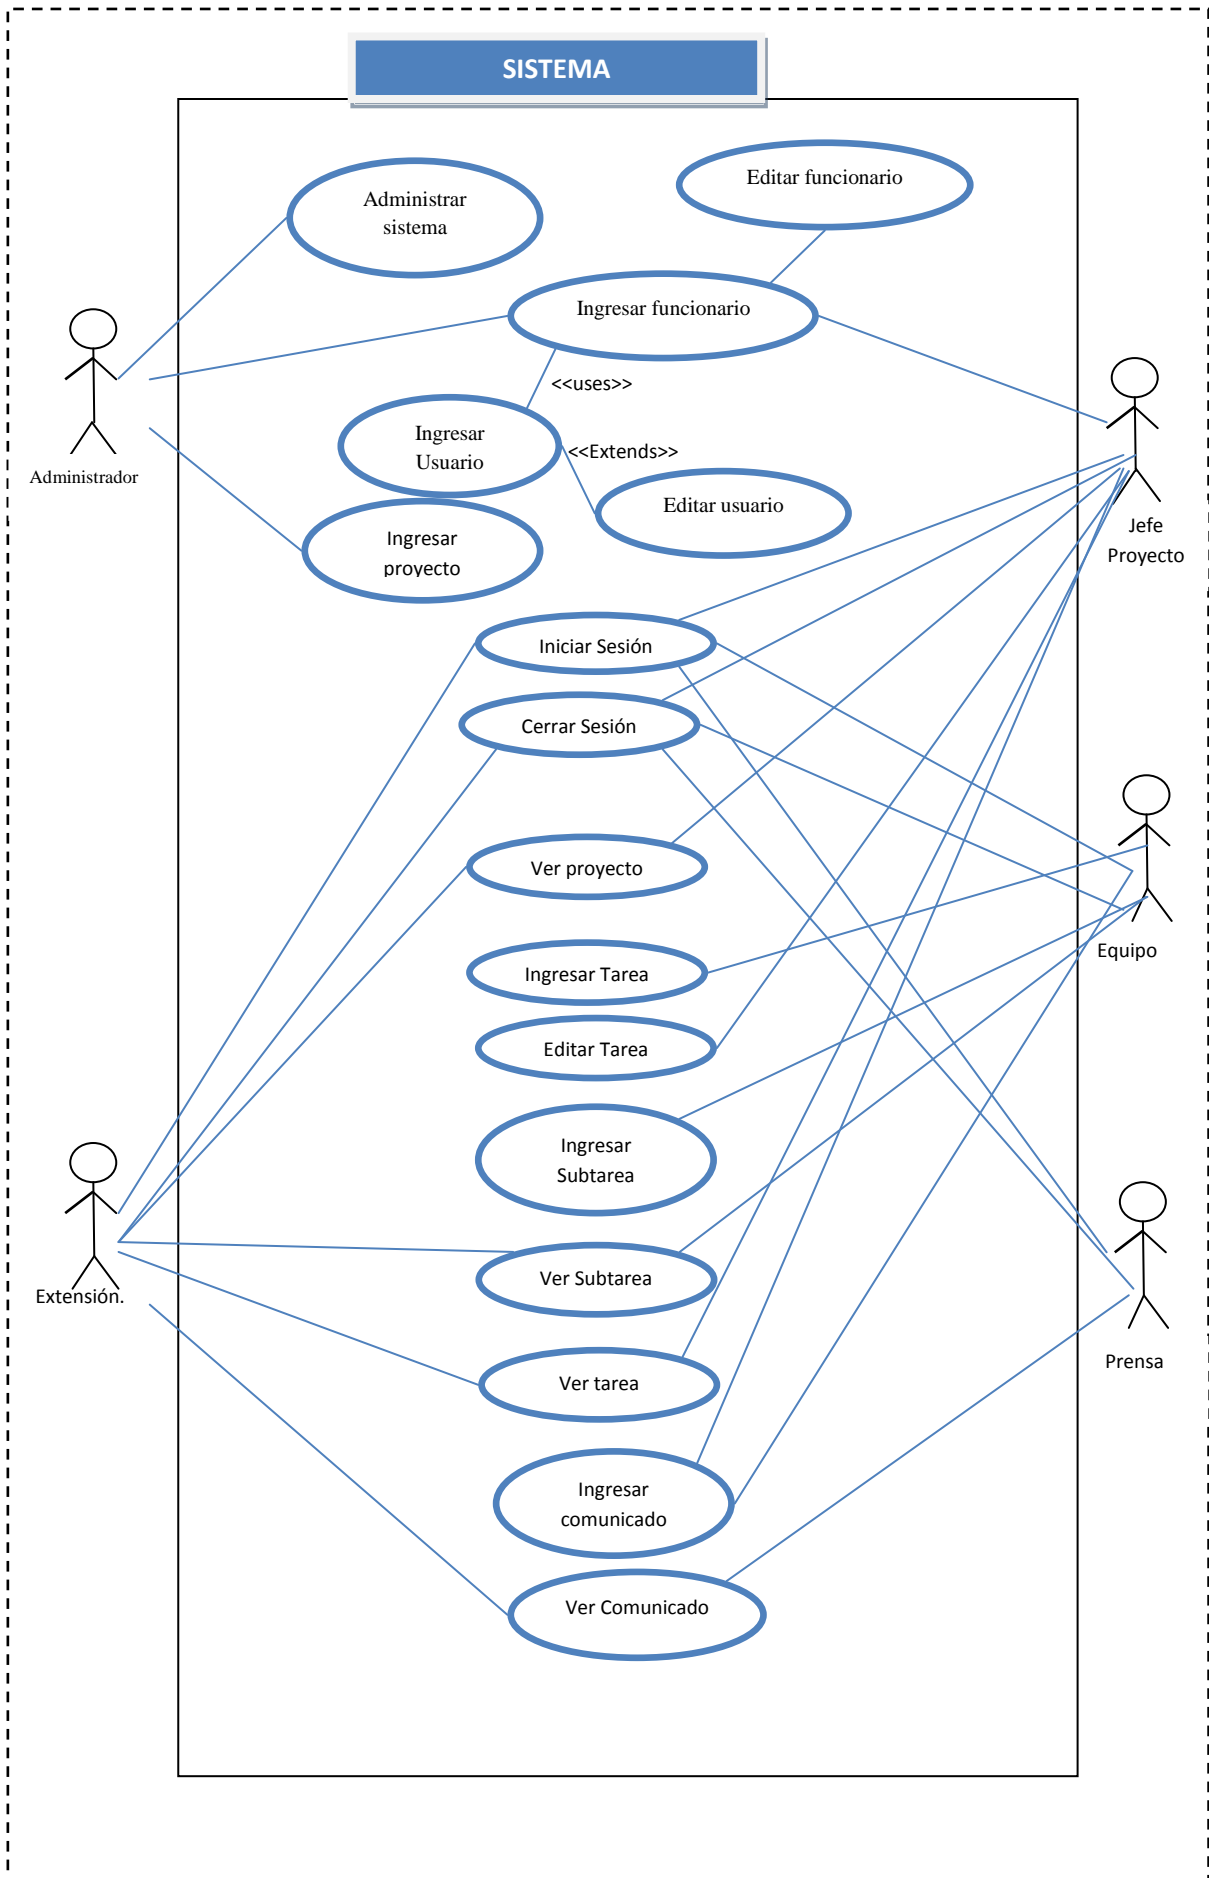 SISTEMA
Editar funcionario
Administrar
sistema
Ingresar funcionario
<<uses>>
Ingresar
Usuario
<<Extends>>
Administrador
Editar usuario
Jefe
Proyecto
Ingresar
proyecto
Iniciar Sesión
Cerrar Sesión
Ver proyecto
Equipo
Ingresar Tarea
Editar Tarea
Ingresar
Subtarea
Ver Subtarea
Extensión.
Prensa
Ver tarea
Ingresar
comunicado
Ver Comunicado